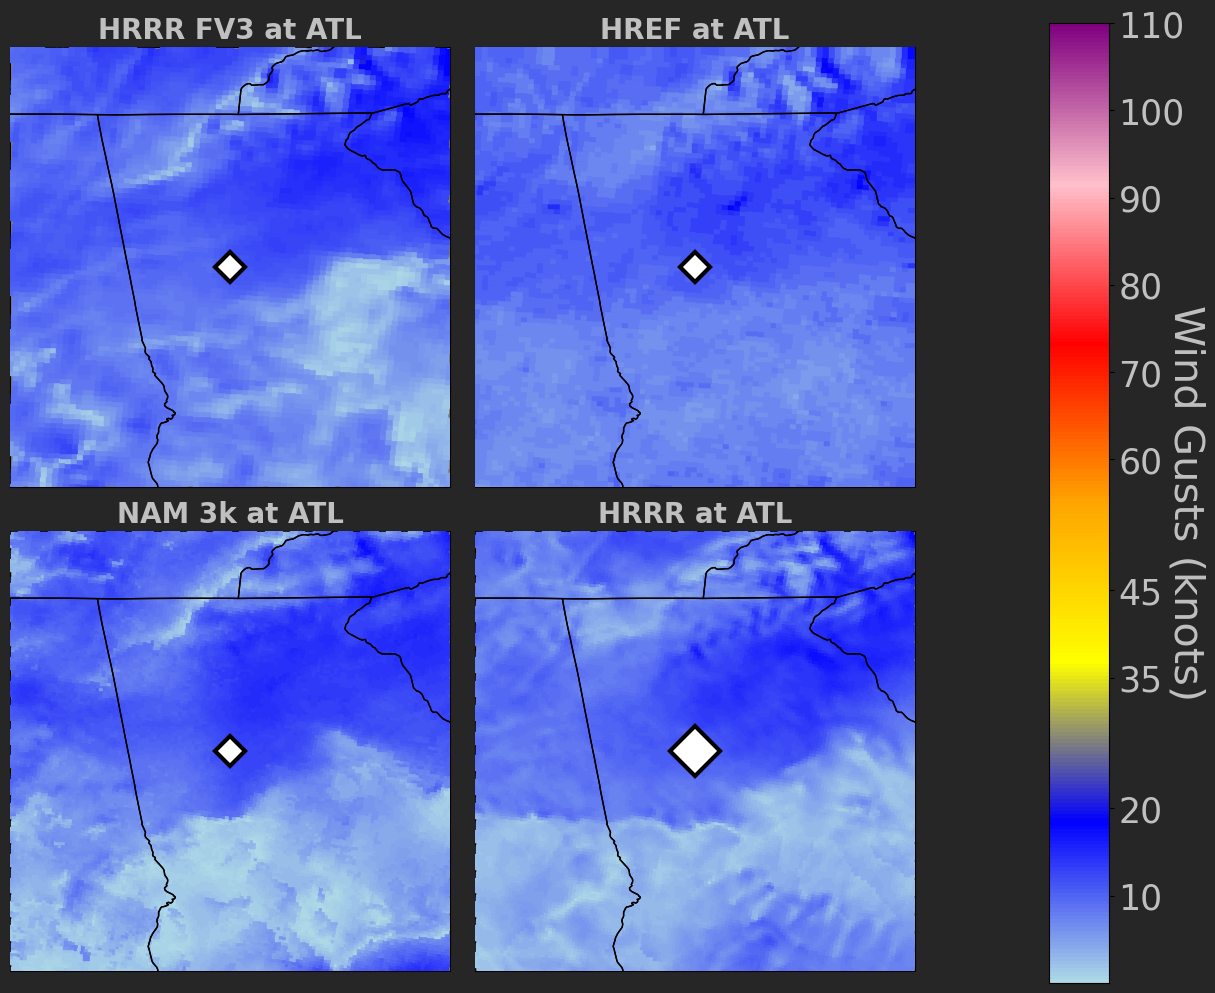 HRRR FV3 at ATL
HREF at ATL
NAM 3k at ATL
HRRR at ATL
110
100
90
80
70
60
45
35
20
10
Wind Gusts (knots)